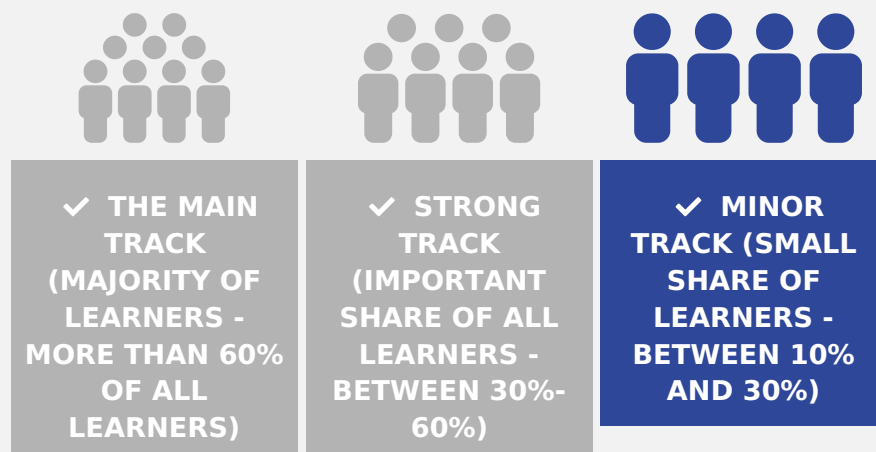 ✓ THE MAIN
TRACK
(MAJORITY OF
LEARNERS -
MORE THAN 60%
OF ALL
LEARNERS)
✓ STRONG
TRACK
(IMPORTANT
SHARE OF ALL
LEARNERS -
BETWEEN 30%-
60%)
✓ MINOR
TRACK (SMALL
SHARE OF
LEARNERS -
BETWEEN 10%
AND 30%)